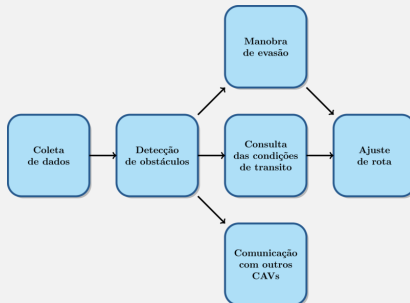 Manobra
de evasão
Coleta
de dados
Detecção
de obstáculos
Consulta
das condições
de transito
Ajuste
de rota
Comunicação
com outros
CAVs